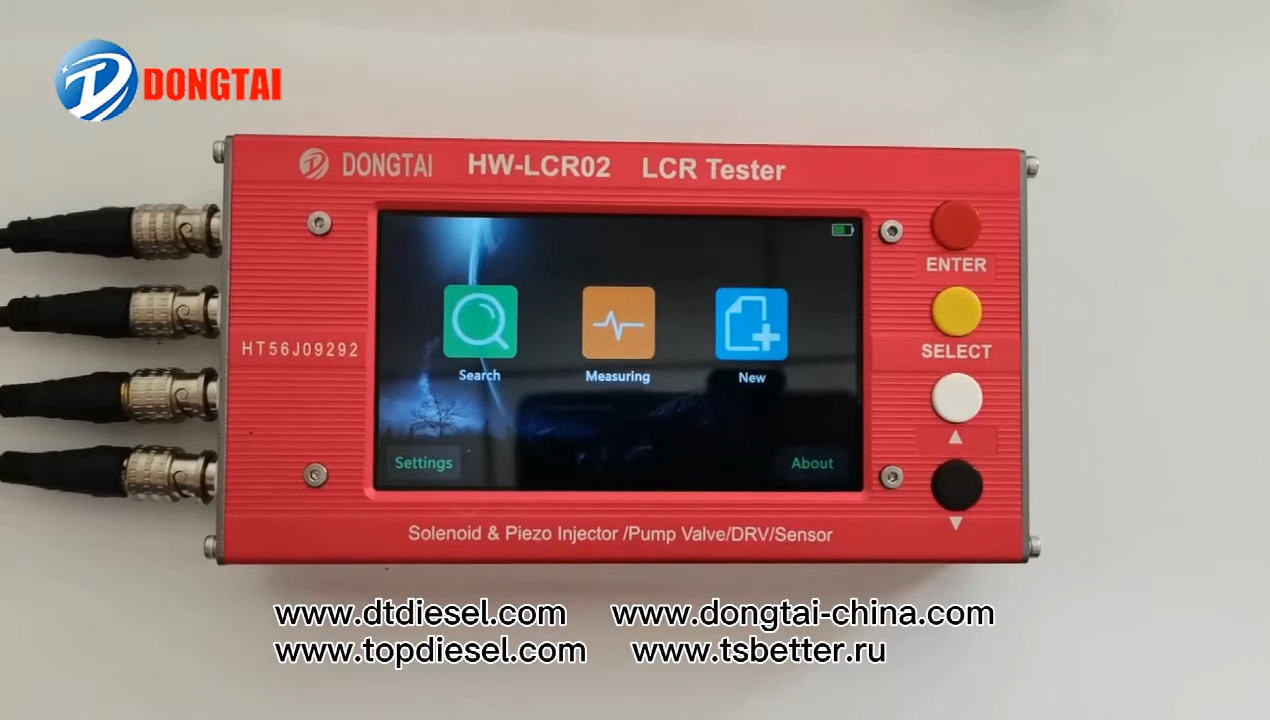 DONGTAI
DONGTAI HW-LCR02 LCR Tester
ENTER
SELECT
HT56J09292
Search Measuring New
Settings About
Solenoid & Piezo Injector /Pump Valve/DRV/Sensor
www.dtdiesel.com www.dongtai-china.com
www.topdiesel.com www.tsbetter.ru